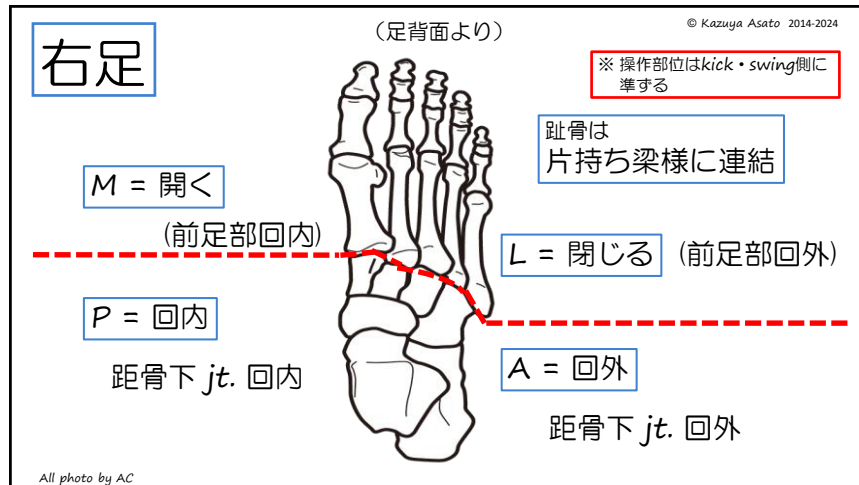 © Kazuya Asato 2014-2024
(足背面より)
右足
※ 操作部位はkick・swing側に
準ずる
趾骨は
片持ち梁様に連結
M = 開く
(前足部回内)
L = 閉じる (前足部回外)
P = 回内
距骨下 jt. 回内
A = 回外
距骨下 jt. 回外
All photo by AC